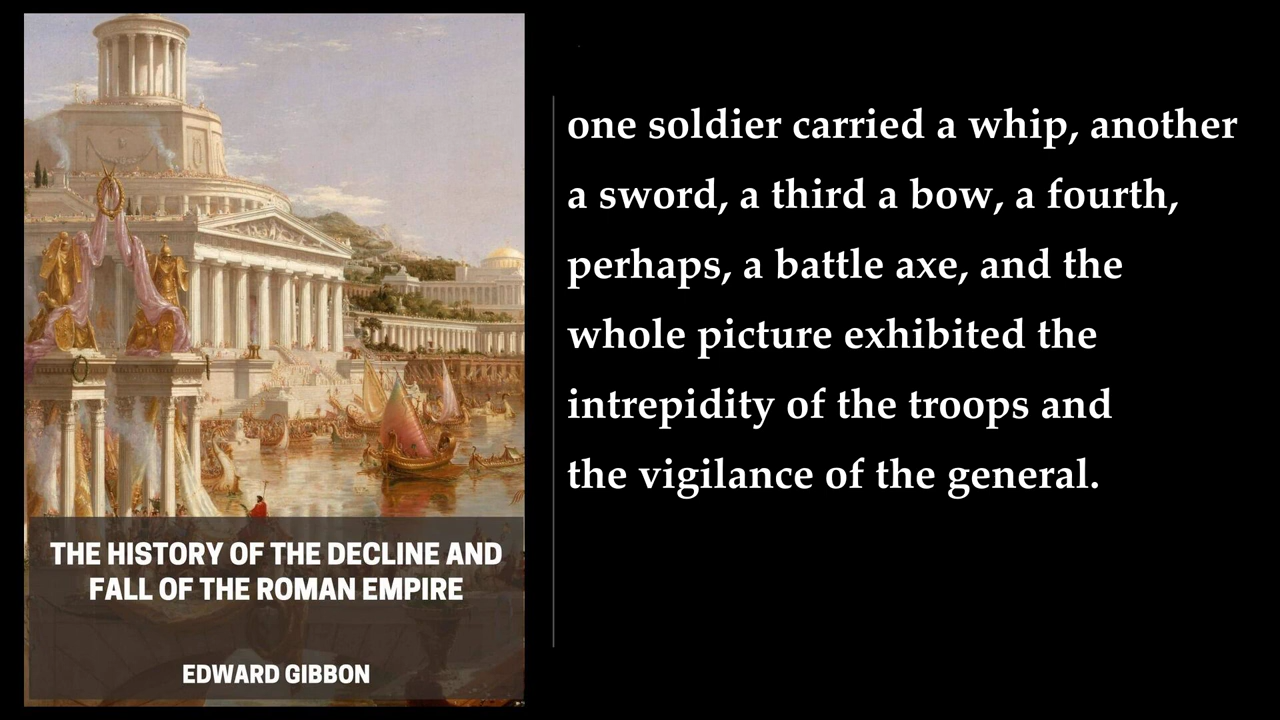 one soldier carried a whip, another
a sword, a third a bow, a fourth,
perhaps, a battle axe, and the
whole picture exhibited the
intrepidity of the troops and
the vigilance of the general.
THE HISTORY OF THE DECLINE AND
FALL OF THE ROMAN EMPIRE
EDWARD GIBBON